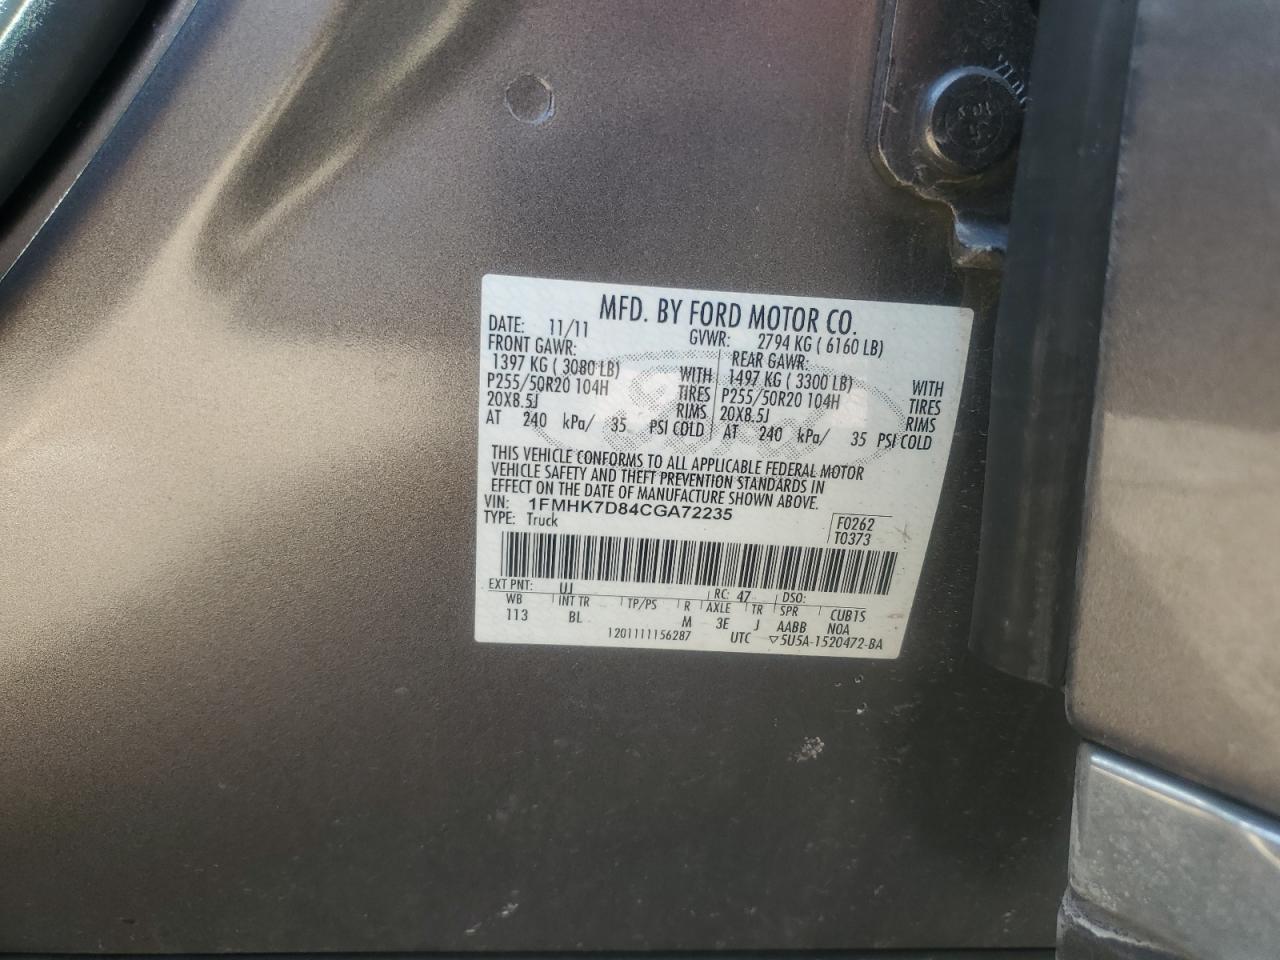 MFD. BY FORD MOTOR CO.
DATE: 11/11 GVWR: 2794 KG ( 6160 LB)
FRONT GAWR: REAR GAWR:
1397 KG ( 3080 LB) WITH 1497 KG ( 3300 LB) WITH
P255/50R20 104H TIRES P255/50R20 104H TIRES
20X8.5J RIMS 20X8.5J RIMS
AT 240 kPa/ 35 PSI COLD AT 240 kPa/ 35 PSI COLD
THIS VEHICLE CONFORMS TO ALL APPLICABLE FEDERAL MOTOR
VEHICLE SAFETY AND THEFT PREVENTION STANDARDS IN
EFFECT ON THE DATE OF MANUFACTURE SHOWN ABOVE.
VIN: 1FMHK7D84CGA72235
TYPE: Truck
F0262
T0373
EXT PNT: UJ RC: 47 DSO:
WB INT TR TP/PS R AXLE TR SPR CUBTS
113 BL M 3E J AABB NOA
1201111156287 UTC ▽5U5A-1520472-BA